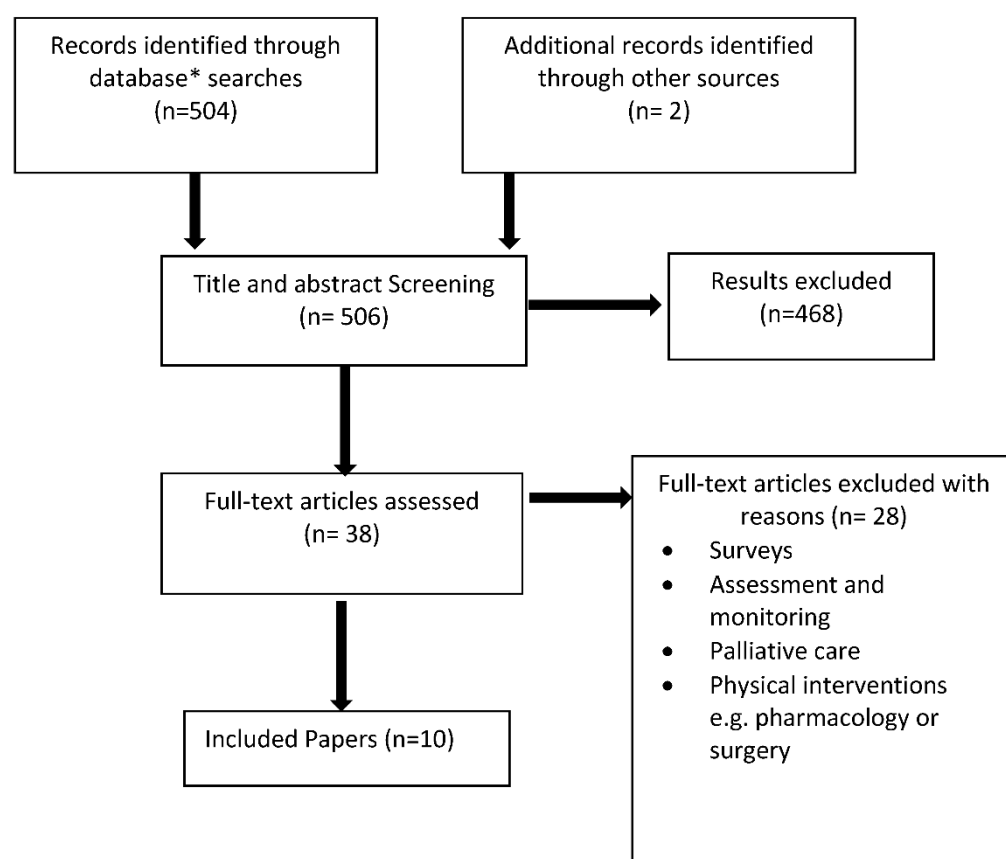 Records identified through
database* searches
(n=504)
Additional records identified
through other sources
(n= 2)
Title and abstract Screening
(n= 506)
Results excluded
(n=468)
Full-text articles assessed
(n= 38)
Full-text articles excluded with
reasons (n= 28)
• Surveys
• Assessment and
monitoring
• Palliative care
• Physical interventions
e.g. pharmacology or
surgery
Included Papers (n=10)